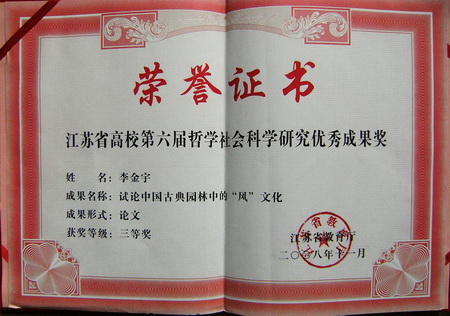 荣誉证书
江苏省高校第六届哲学社会科学研究优秀成果奖
姓　名：李金宇
成果名称：试论中国古典园林中的“风”文化
成果形式：论文
获奖等级：三等奖
江苏省教育厅
二〇〇八年十一月